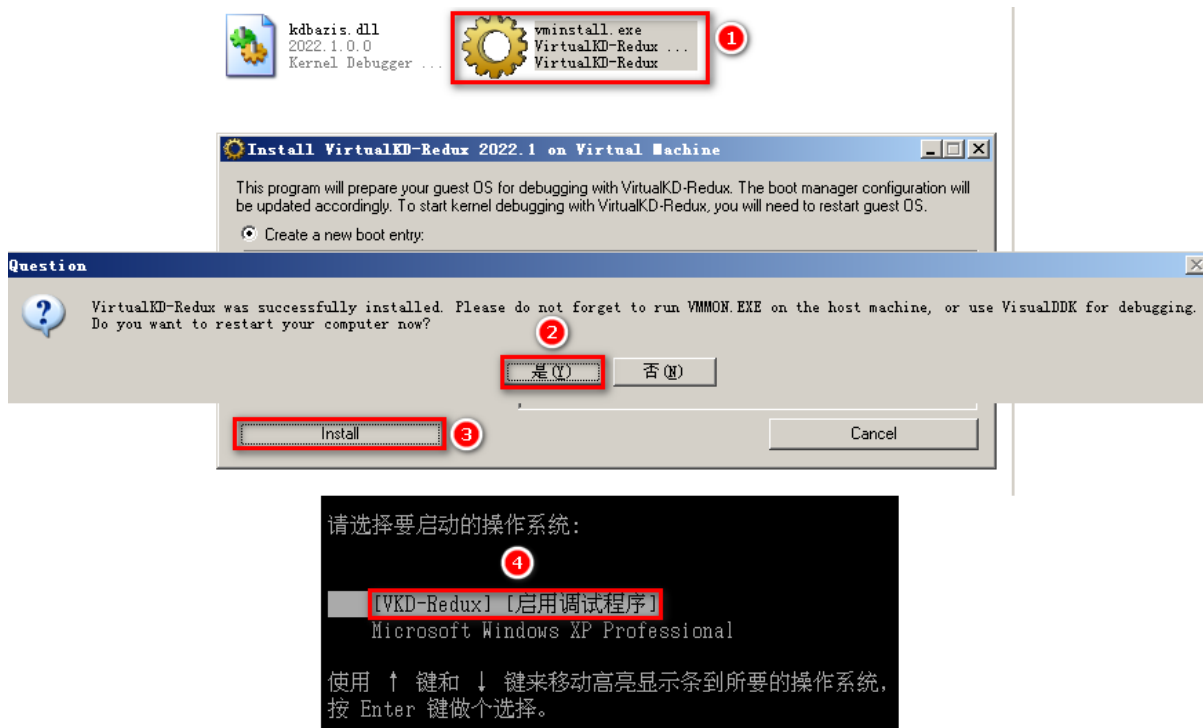 kdbazis.dll
2022.1.0.0
Kernel Debugger ...
vminstall.exe
VirtualKD-Redux ...
VirtualKD-Redux
1
Install VirtualKD-Redux 2022.1 on Virtual Machine
This program will prepare your guest OS for debugging with VirtualKD-Redux. The boot manager configuration will
be updated accordingly. To start kernel debugging with VirtualKD-Redux, you will need to restart guest OS.
Create a new boot entry:
Question
VirtualKD-Redux was successfully installed. Please do not forget to run VMMON.EXE on the host machine, or use VisualDDK for debugging.
Do you want to restart your computer now?
2
是(Y)
否(N)
Install
3
Cancel
请选择要启动的操作系统:
4
[VKD-Redux] [启用调试程序]
Microsoft Windows XP Professional
使用 ↑ 键和 ↓ 键来移动高亮显示条到所要的操作系统,
按 Enter 键做个选择。